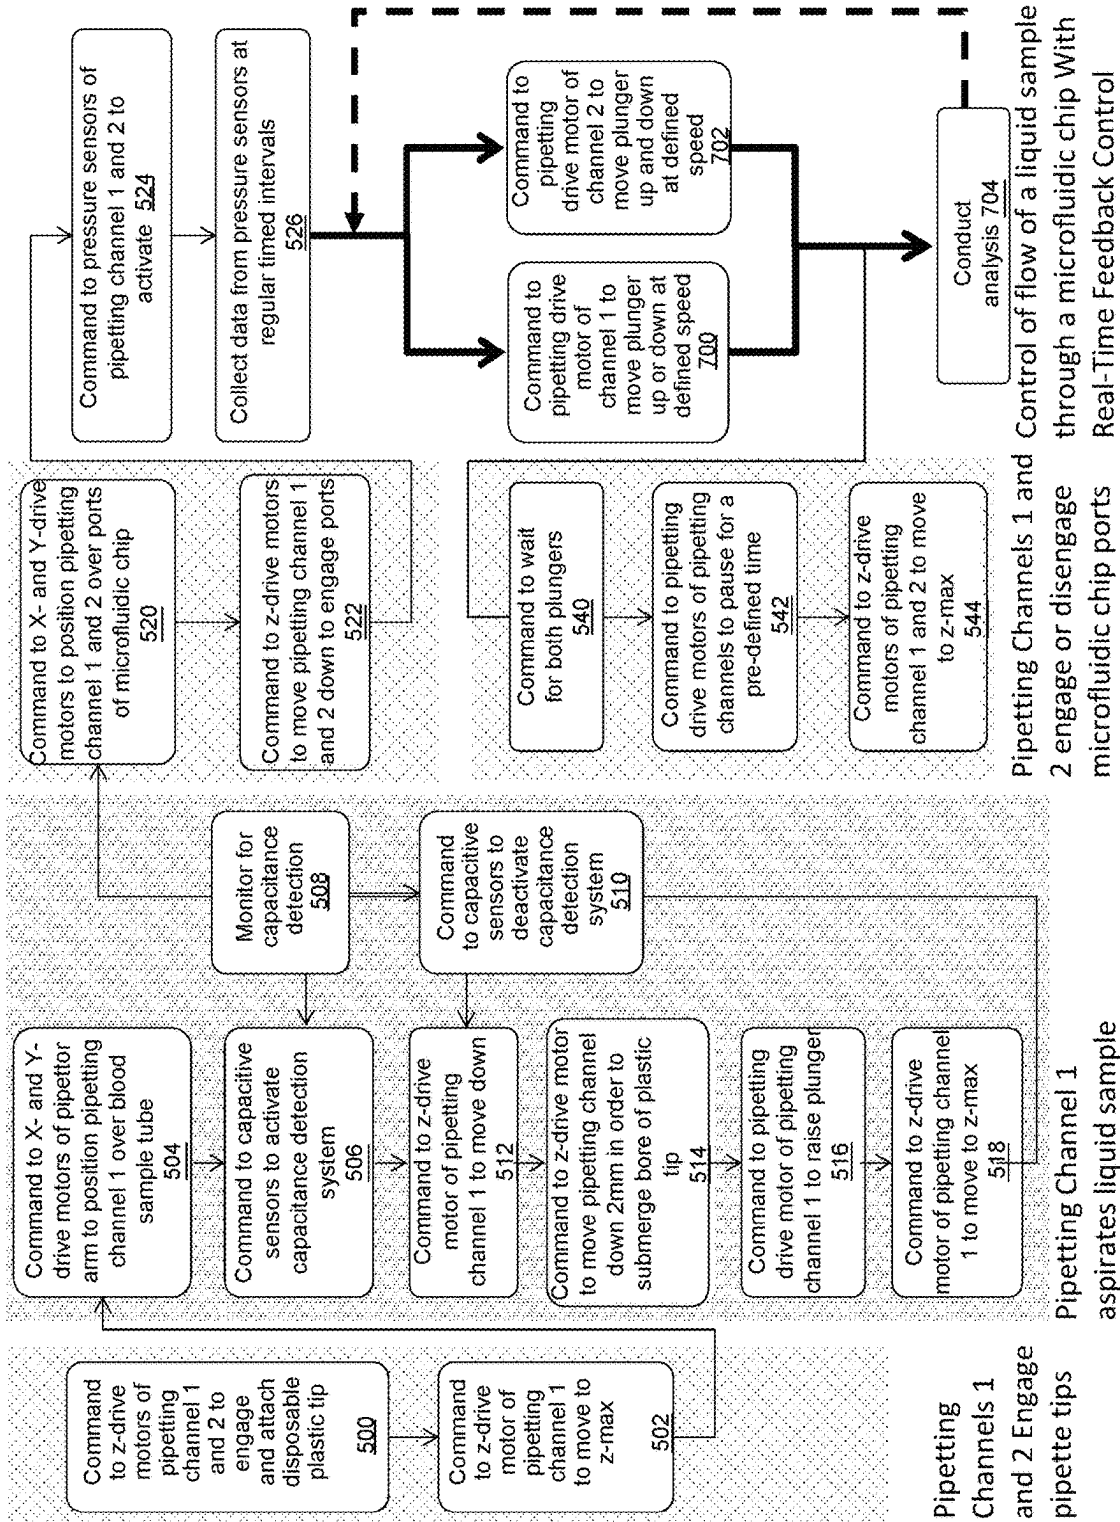 Command
to z-drive
motors of
pipetting
channel 1
and 2 to
engage
and attach
disposable
plastic tip
500
Command
to z-drive
motor of
pipetting
channel 1
to move to
z-max
502
Pipetting
Channels 1
and 2 Engage
pipette tips
Command to X- and Y-
drive motors of pipettor
arm to position pipetting
channel 1 over blood
sample tube
504
Command to capacitive
sensors to activate
capacitance detection
system
506
Monitor for
capacitance
detection
508
Command
to capacitive
sensors to
deactivate
capacitance
detection
system
510
Command to z-drive
motor of pipetting
channel 1 to move down
512
Command to z-drive motor
to move pipetting channel
down 2mm in order to
submerge bore of plastic
tip
514
Command to pipetting
drive motor of pipetting
channel 1 to raise plunger
516
Command to z-drive
motor of pipetting channel
1 to move to z-max
518
Pipetting Channel 1
aspirates liquid sample
Command to X- and Y-drive
motors to position pipetting
channel 1 and 2 over ports
of microfluidic chip
520
Command to z-drive motors
to move pipetting channel 1
and 2 down to engage ports
522
Command to wait
for both plungers
540
Command to pipetting
drive motors of pipetting
channels to pause for a
pre-defined time
542
Command to z-drive
motors of pipetting
channel 1 and 2 to move
to z-max
544
Pipetting Channels 1 and
2 engage or disengage
microfluidic chip ports
Command to pressure sensors of
pipetting channel 1 and 2 to
activate 524
Collect data from pressure sensors at
regular timed intervals
526
Command to
pipetting drive
motor of
channel 1 to
move plunger
up or down at
defined speed
700
Command to
pipetting
drive motor of
channel 2 to
move plunger
up and down
at defined
speed
702
Conduct
analysis 704
Control of flow of a liquid sample
through a microfluidic chip With
Real-Time Feedback Control